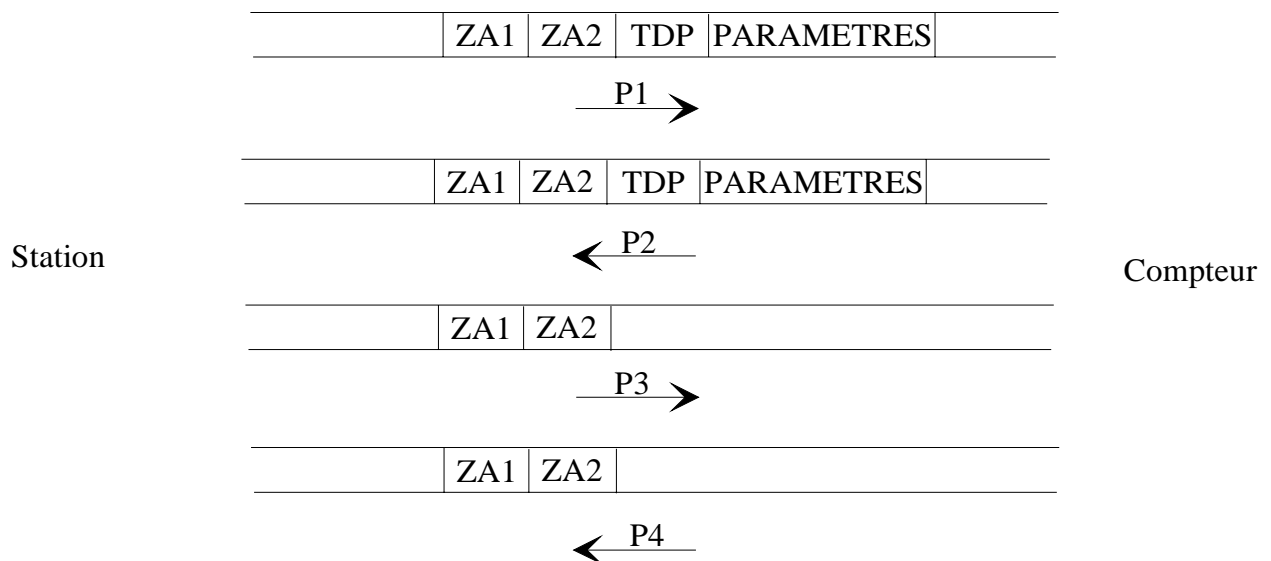 ZA1 ZA2 TDP PARAMETRES
P1
ZA1 ZA2 TDP PARAMETRES
P2
Station
Compteur
ZA1 ZA2
P3
ZA1 ZA2
P4